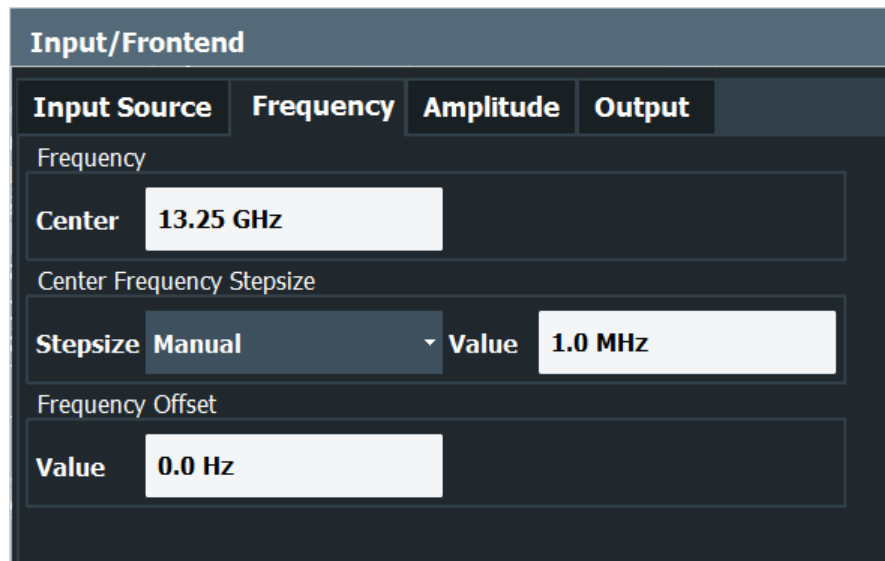 Input/Frontend
Input Source Frequency Amplitude Output
Frequency
Center 13.25 GHz
Center Frequency Stepsize
Stepsize Manual Value 1.0 MHz
Frequency Offset
Value 0.0 Hz